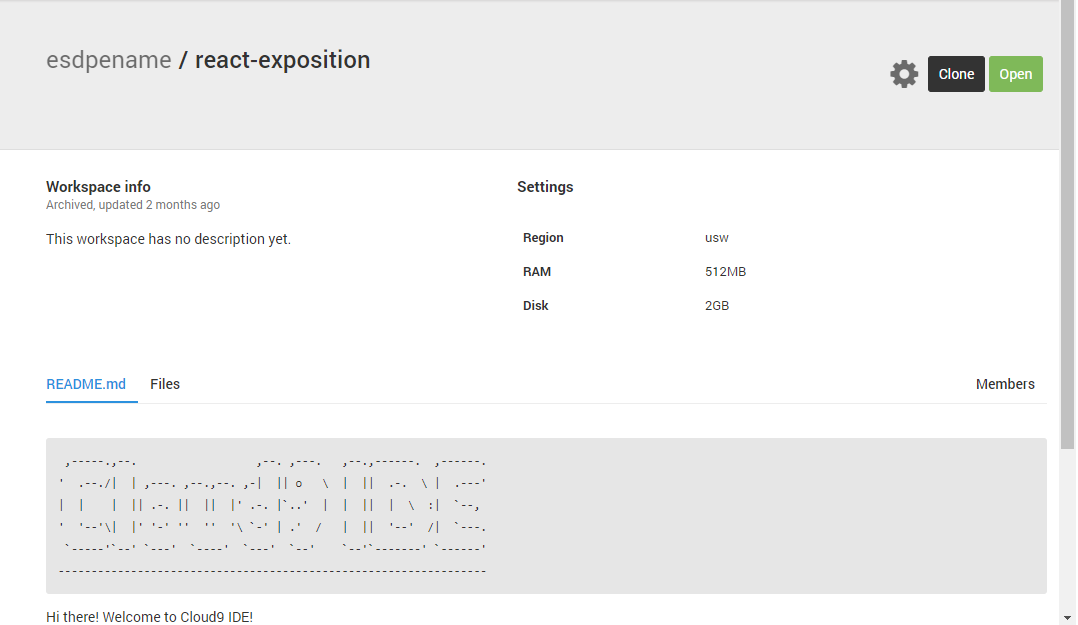 esdpename / react-exposition
Clone
Open
Workspace info
Archived, updated 2 months ago
This workspace has no description yet.
Settings
Region usw
RAM 512MB
Disk 2GB
README.md
Files
Members
 ,-----.,--.                  ,--. ,---.   ,--.,------.  ,------.
'  .--./|  | ,---. ,--.,--. ,-|  || o   \  |  ||  .-.  \ |  .---'
|  |    |  || .-. ||  ||  |' .-. |`..'  |  |  ||  |  \  :|  `--, 
'  '--'\|  |' '-' ''  ''  '\ `-' | .'  /   |  ||  '--'  /|  `---.
 `-----'`--' `---'  `----'  `---'  `--'    `--'`-------' `------'
-----------------------------------------------------------------
Hi there! Welcome to Cloud9 IDE!